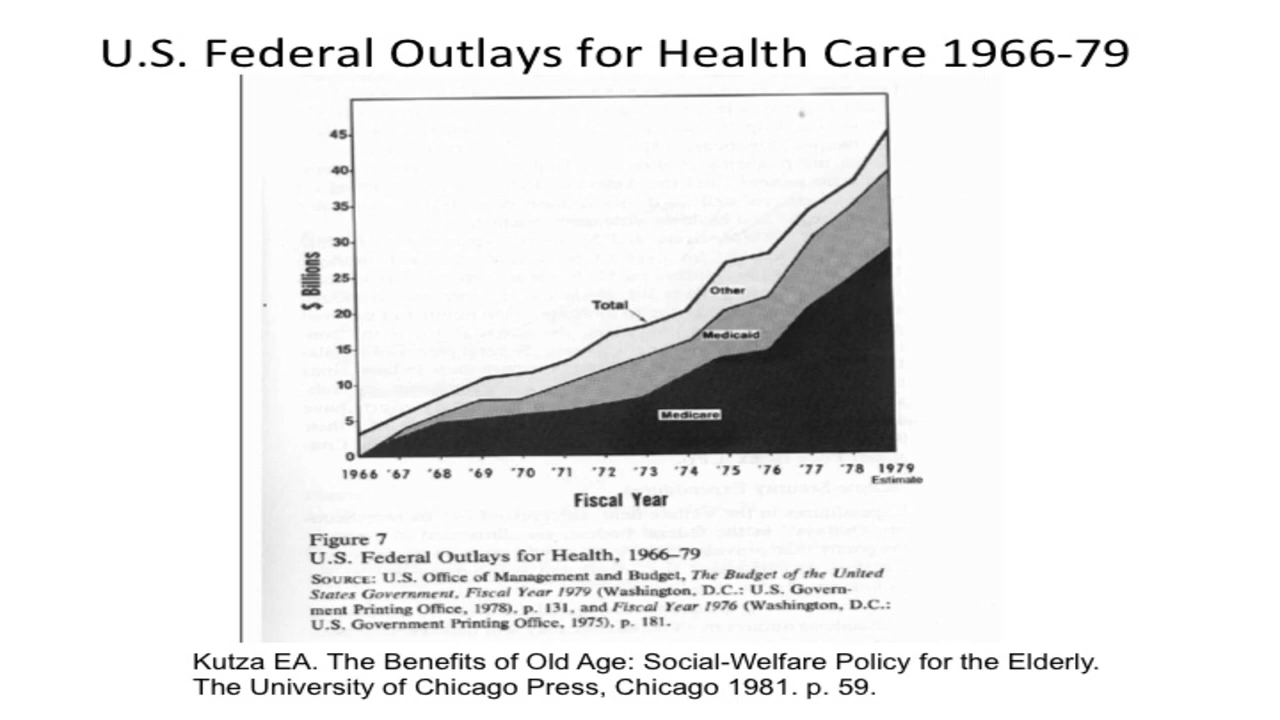 U.S. Federal Outlays for Health Care 1966-79
45
40
35
30
25
20
15
10
5
0
$ Billions
Total
Other
Medicaid
Medicare
1966 '67 '68 '69 '70 '71 '72 '73 '74 '75 '76 '77 '78 1979
Estimate
Fiscal Year
Figure 7
U.S. Federal Outlays for Health, 1966–79
SOURCE: U.S. Office of Management and Budget, The Budget of the United
States Government, Fiscal Year 1979 (Washington, D.C.: U.S. Govern-
ment Printing Office, 1978), p. 131, and Fiscal Year 1976 (Washington, D.C.:
U.S. Government Printing Office, 1975), p. 181.
Kutza EA. The Benefits of Old Age: Social-Welfare Policy for the Elderly.
The University of Chicago Press, Chicago 1981. p. 59.